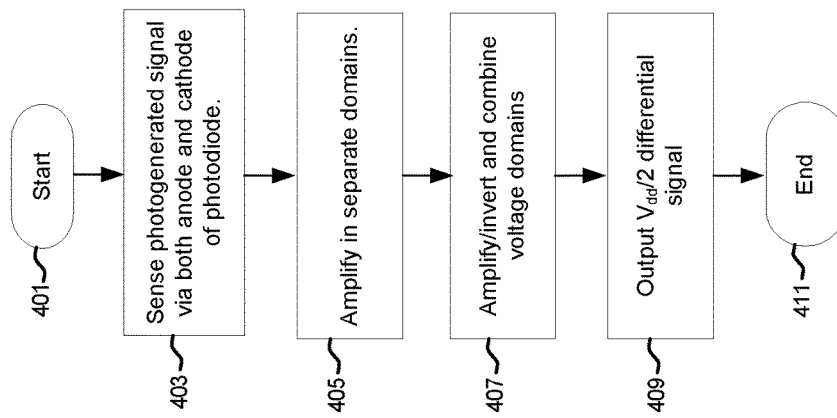 Start
401
Sense photogenerated signal
via both anode and cathode
of photodiode.
403
Amplify in separate domains.
405
Amplify/invert and combine
voltage domains
407
Output Vdd/2 differential
signal
409
End
411